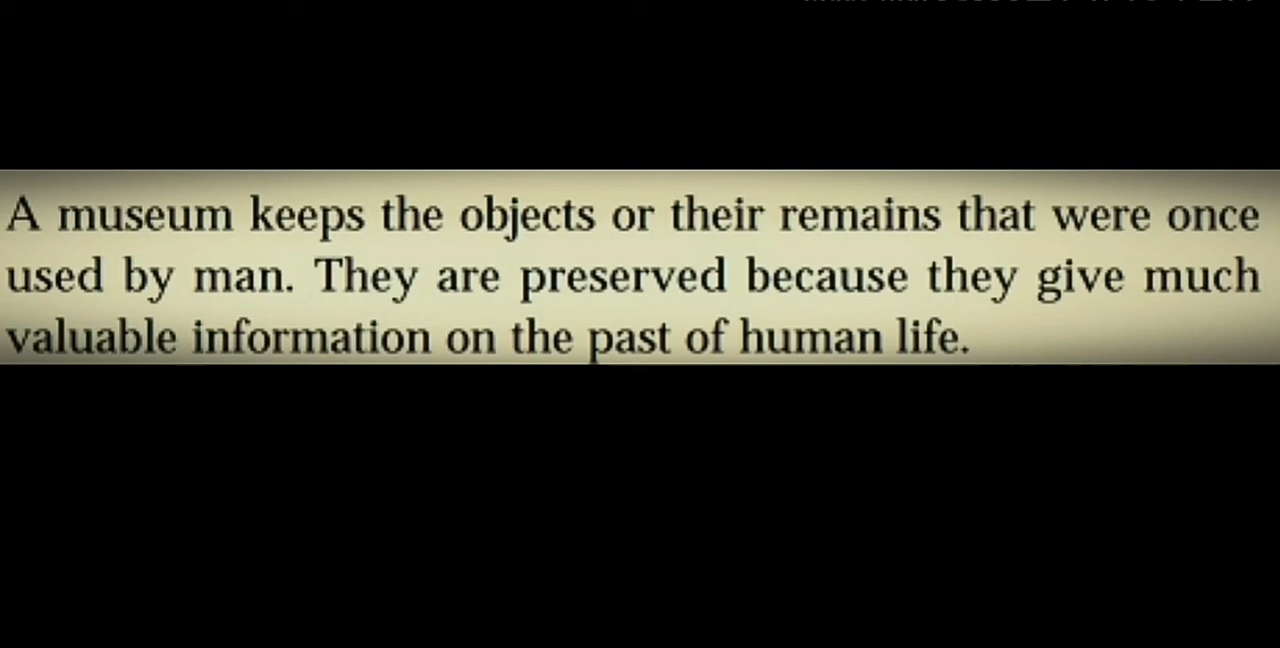 A museum keeps the objects or their remains that were once
used by man. They are preserved because they give much
valuable information on the past of human life.